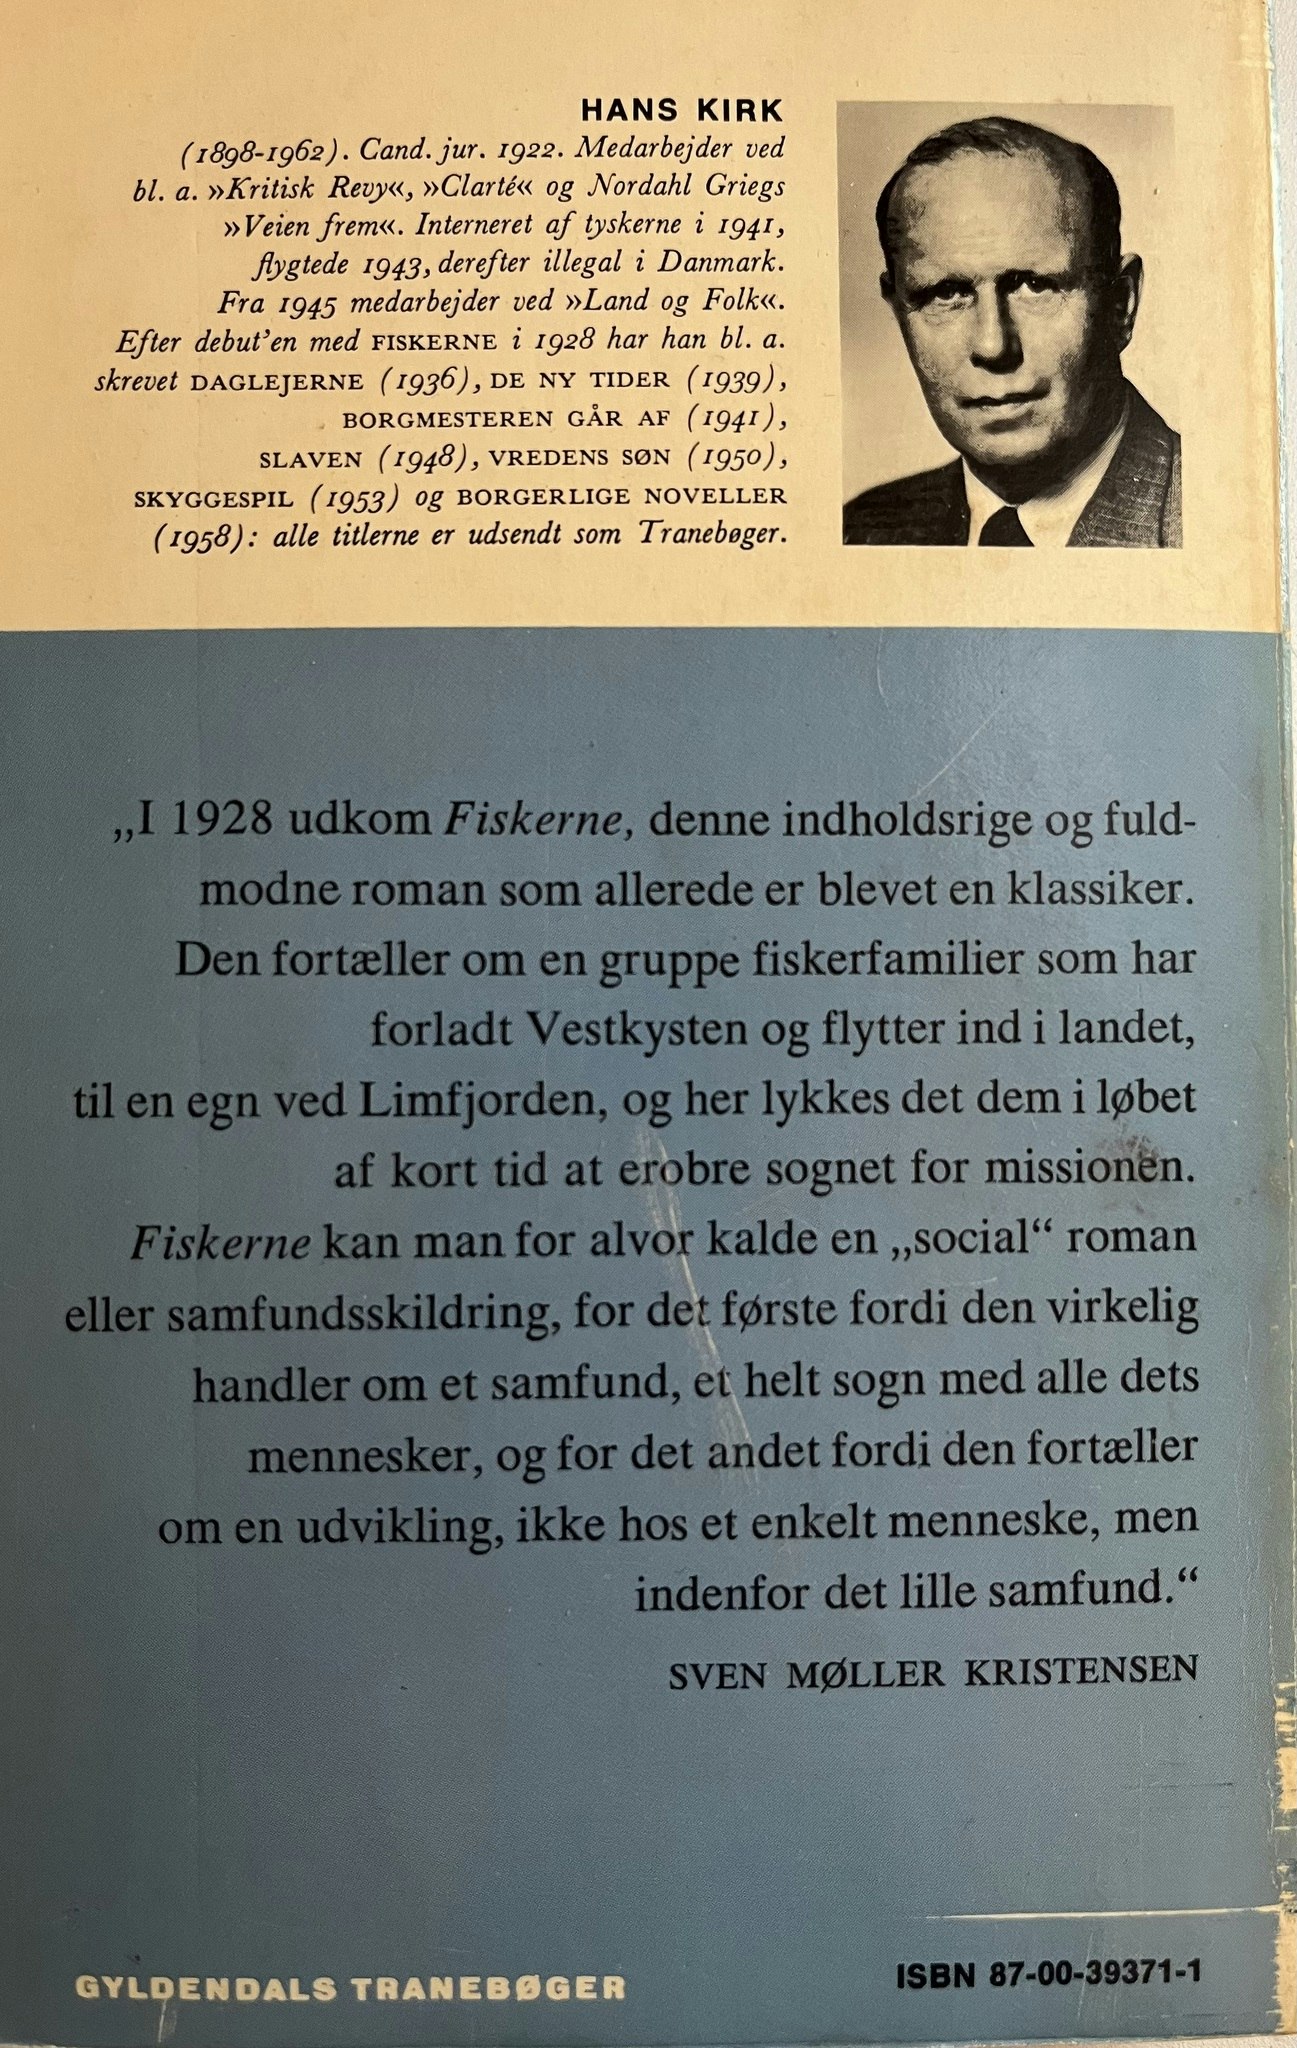 HANS KIRK
(1898-1962). Cand. jur. 1922. Medarbejder ved
bl. a. »Kritisk Revy«, »Clarté« og Nordahl Griegs
»Veien frem«. Interneret af tyskerne i 1941,
flygtede 1943, derefter illegal i Danmark.
Fra 1945 medarbejder ved »Land og Folk«.
Efter debut'en med FISKERNE i 1928 har han bl. a.
skrevet DAGLEJERNE (1936), DE NY TIDER (1939),
BORGMESTEREN GÅR AF (1941),
SLAVEN (1948), VREDENS SØN (1950),
SKYGGESPIL (1953) og BORGERLIGE NOVELLER
(1958): alle titlerne er udsendt som Tranebøger.
„I 1928 udkom Fiskerne, denne indholdsrige og fuld-
modne roman som allerede er blevet en klassiker.
Den fortæller om en gruppe fiskerfamilier som har
forladt Vestkysten og flytter ind i landet,
til en egn ved Limfjorden, og her lykkes det dem i løbet
af kort tid at erobre sognet for missionen.
Fiskerne kan man for alvor kalde en „social“ roman
eller samfundsskildring, for det første fordi den virkelig
handler om et samfund, et helt sogn med alle dets
mennesker, og for det andet fordi den fortæller
om en udvikling, ikke hos et enkelt menneske, men
indenfor det lille samfund.“
SVEN MØLLER KRISTENSEN
GYLDENDALS TRANEBØGER
ISBN 87-00-39371-1